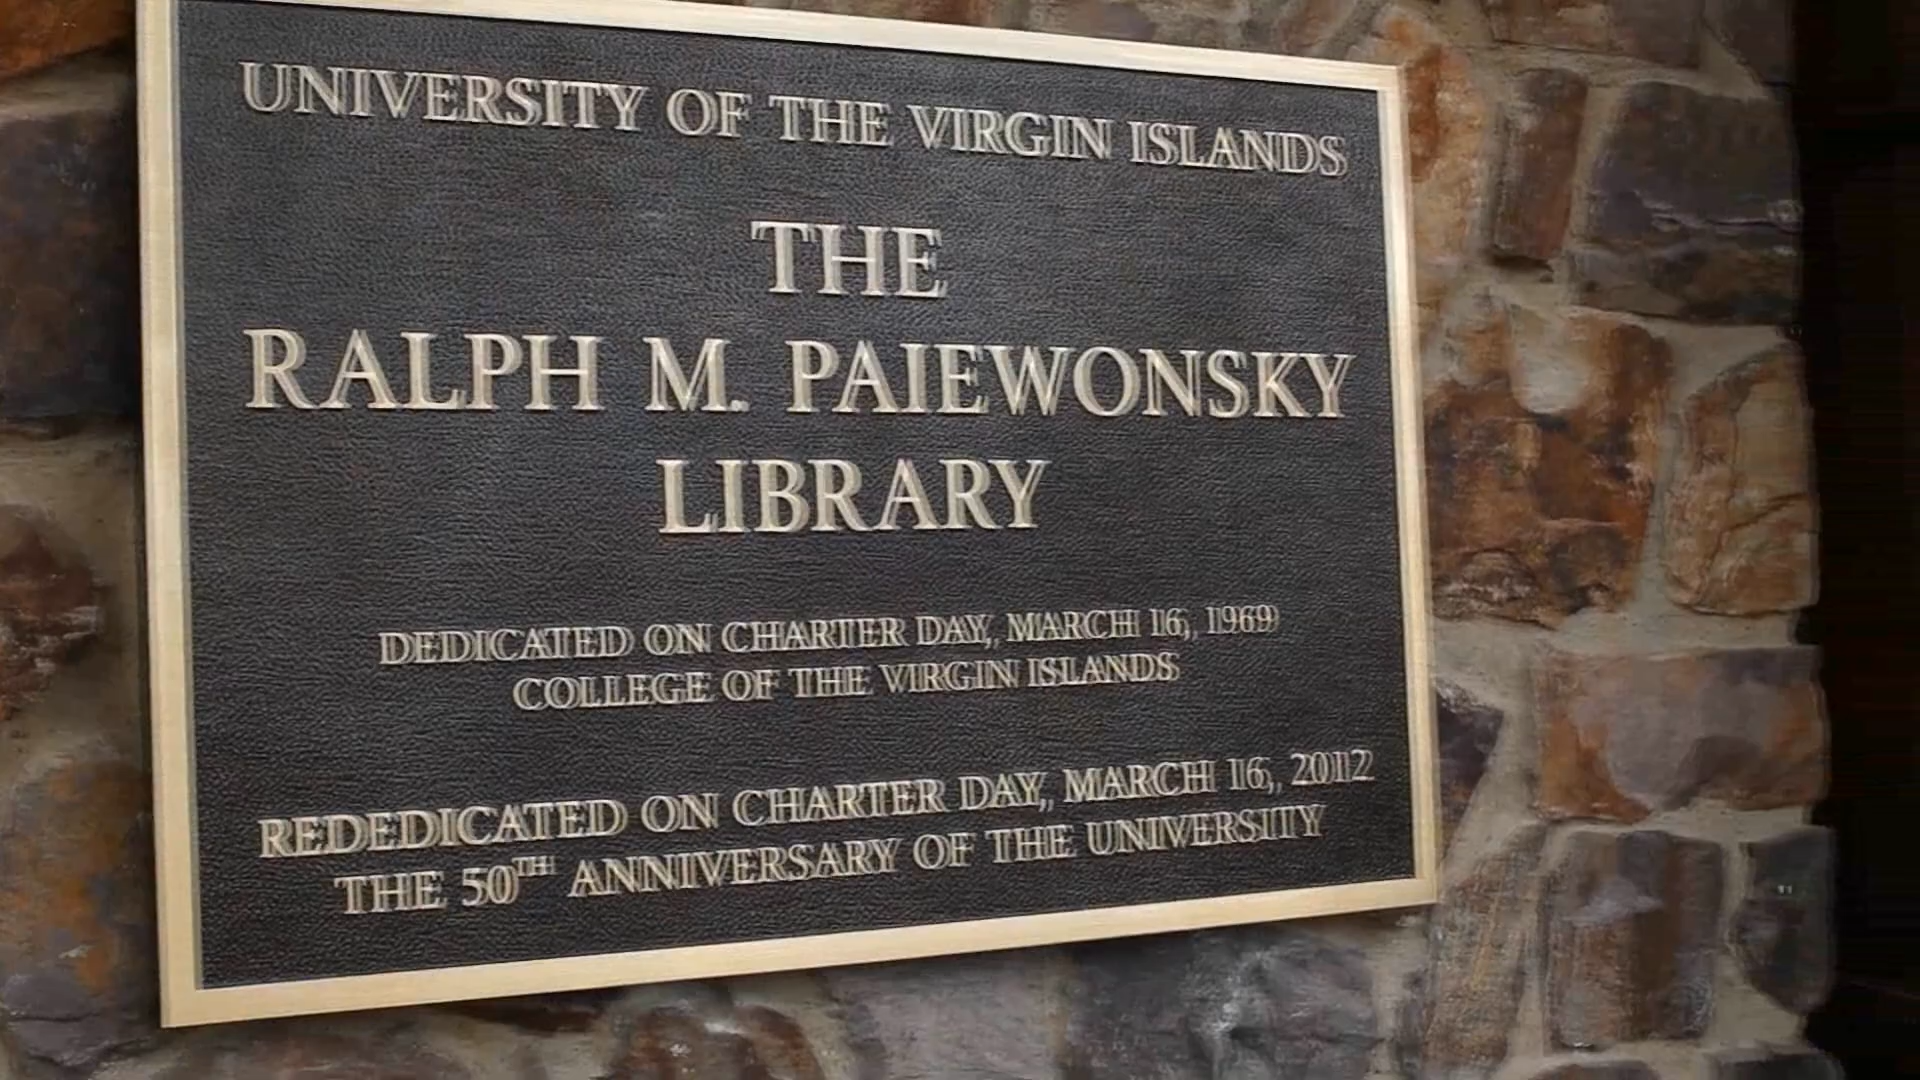 UNIVERSITY OF THE VIRGIN ISLANDS
THE
RALPH M. PAIEWONSKY
LIBRARY
DEDICATED ON CHARTER DAY, MARCH 16, 1969
COLLEGE OF THE VIRGIN ISLANDS
REDEDICATED ON CHARTER DAY, MARCH 16, 2012
THE 50TH ANNIVERSARY OF THE UNIVERSITY